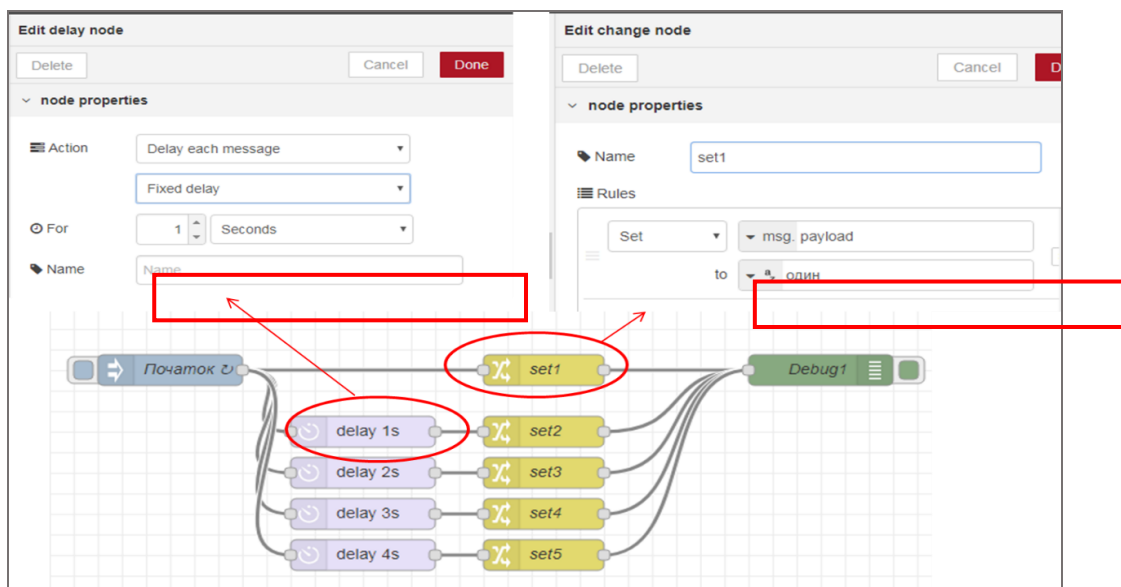 Edit delay node
Delete Cancel Done
node properties
Action Delay each message
Fixed delay
For 1 Seconds
Name Name
Edit change node
Delete Cancel D
node properties
Name set1
Rules
Set msg. payload
to один
Початок ↻ set1 Debug1
delay 1s set2
delay 2s set3
delay 3s set4
delay 4s set5